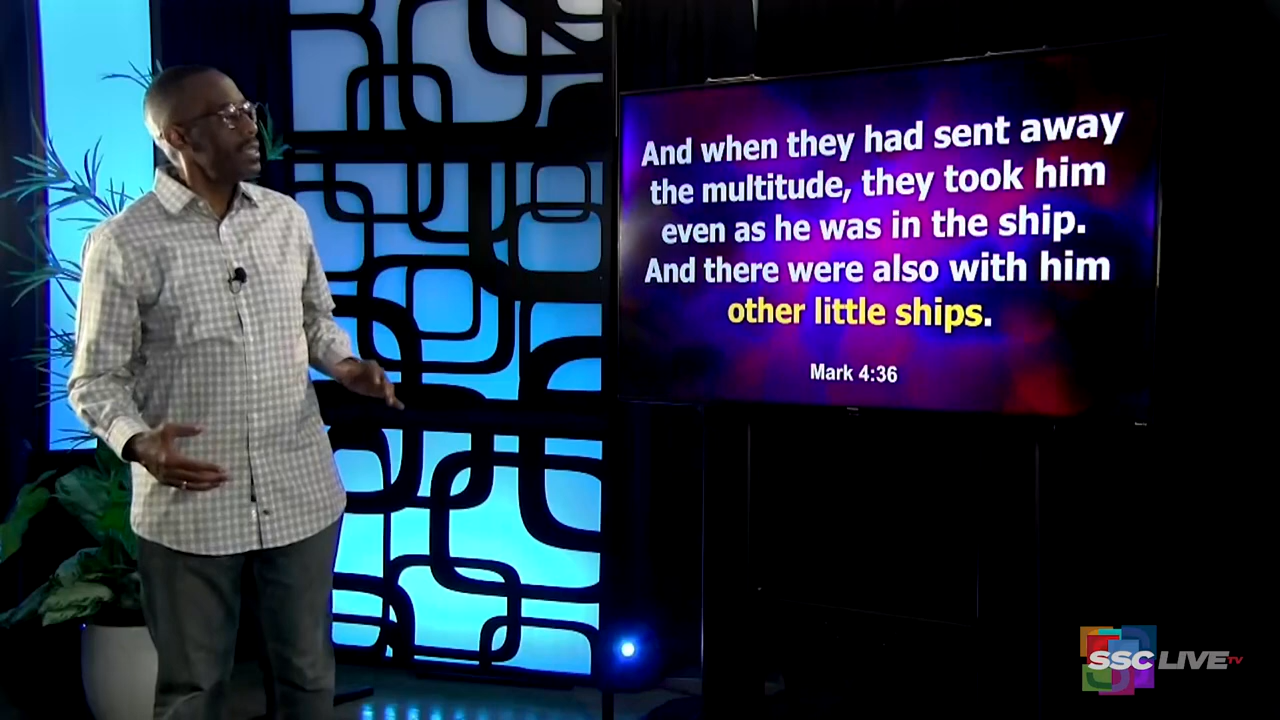 And when they had sent away
the multitude, they took him
even as he was in the ship.
And there were also with him
other little ships.
Mark 4:36
SSC LIVE TV